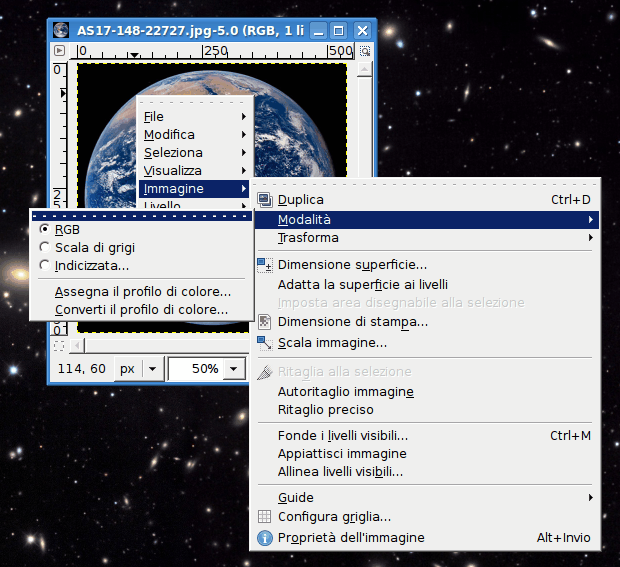 AS17-148-22727.jpg-5.0 (RGB, 1 li
0 250 500
0
File
Modifica
Seleziona
Visualizza
Immagine
Livello
Duplica Ctrl+D
Modalità
Trasforma
Dimensione superficie...
Adatta la superficie ai livelli
Imposta area disegnabile alla selezione
Dimensione di stampa...
Scala immagine...
Ritaglia alla selezione
Autoritaglio immagine
Ritaglio preciso
Fonde i livelli visibili... Ctrl+M
Appiattisci immagine
Allinea livelli visibili...
Guide
Configura griglia...
Proprietà dell'immagine Alt+Invio
RGB
Scala di grigi
Indicizzata...
Assegna il profilo di colore...
Converti il profilo di colore...
114, 60 px 50%